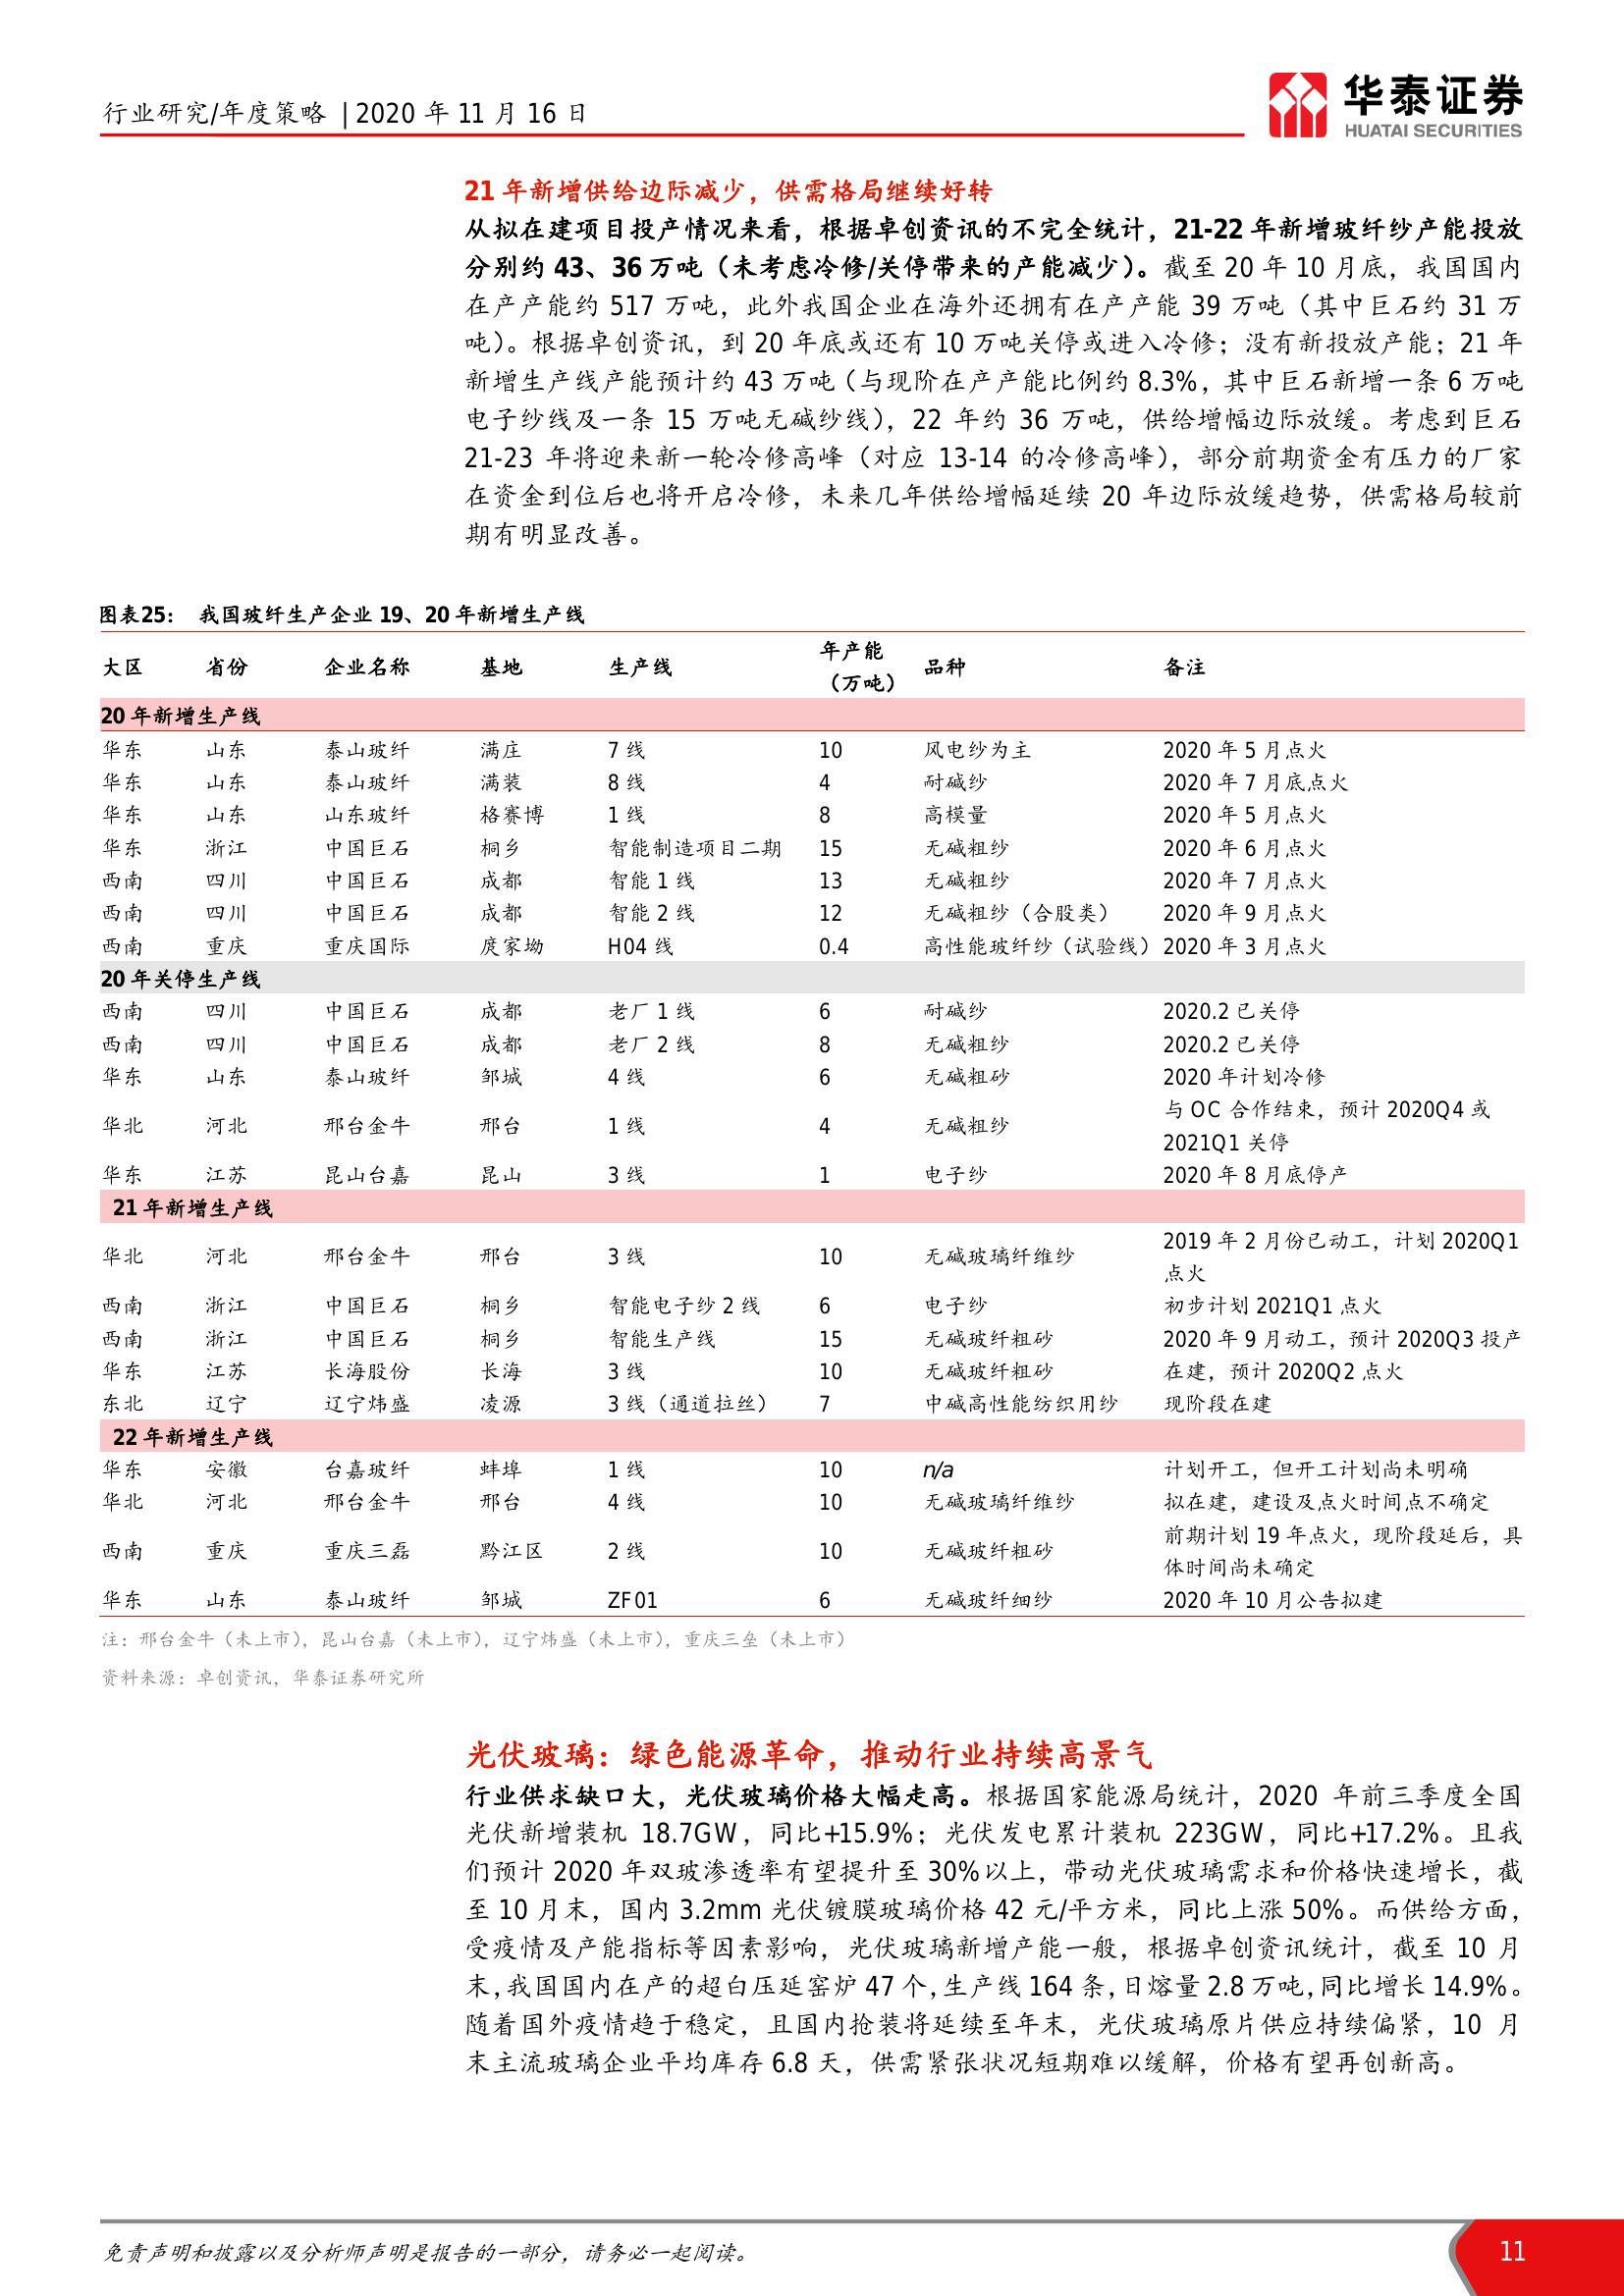 行业研究/年度策略 | 2020 年 11 月 16 日
华泰证券
HUATAI SECURITIES
21 年新增供给边际减少，供需格局继续好转
从拟在建项目投产情况来看，根据卓创资讯的不完全统计，21-22 年新增玻纤纱产能投放
分别约 43、36 万吨（未考虑冷修/关停带来的产能减少）。截至 20 年 10 月底，我国国内
在产产能约 517 万吨，此外我国企业在海外还拥有在产产能 39 万吨（其中巨石约 31 万
吨）。根据卓创资讯，到 20 年底或还有 10 万吨关停或进入冷修；没有新投放产能；21 年
新增生产线产能预计约 43 万吨（与现阶在产产能比例约 8.3%，其中巨石新增一条 6 万吨
电子纱线及一条 15 万吨无碱纱线），22 年约 36 万吨，供给增幅边际放缓。考虑到巨石
21-23 年将迎来新一轮冷修高峰（对应 13-14 的冷修高峰），部分前期资金有压力的厂家
在资金到位后也将开启冷修，未来几年供给增幅延续 20 年边际放缓趋势，供需格局较前
期有明显改善。
图表25： 我国玻纤生产企业 19、20 年新增生产线
大区 省份 企业名称 基地 生产线 年产能（万吨） 品种 备注
20 年新增生产线
华东 山东 泰山玻纤 满庄 7 线 10 风电纱为主 2020 年 5 月点火
华东 山东 泰山玻纤 满装 8 线 4 耐碱纱 2020 年 7 月底点火
华东 山东 山东玻纤 格赛博 1 线 8 高模量 2020 年 5 月点火
华东 浙江 中国巨石 桐乡 智能制造项目二期 15 无碱粗纱 2020 年 6 月点火
西南 四川 中国巨石 成都 智能 1 线 13 无碱粗纱 2020 年 7 月点火
西南 四川 中国巨石 成都 智能 2 线 12 无碱粗纱（合股类） 2020 年 9 月点火
西南 重庆 重庆国际 度家坳 H04 线 0.4 高性能玻纤纱（试验线） 2020 年 3 月点火
20 年关停生产线
西南 四川 中国巨石 成都 老厂 1 线 6 耐碱纱 2020.2 已关停
西南 四川 中国巨石 成都 老厂 2 线 8 无碱粗纱 2020.2 已关停
华东 山东 泰山玻纤 邹城 4 线 6 无碱粗砂 2020 年计划冷修
华北 河北 邢台金牛 邢台 1 线 4 无碱粗纱 与 OC 合作结束，预计 2020Q4 或
2021Q1 关停
华东 江苏 昆山台嘉 昆山 3 线 1 电子纱 2020 年 8 月底停产
21 年新增生产线
华北 河北 邢台金牛 邢台 3 线 10 无碱玻璃纤维纱 2019 年 2 月份已动工，计划 2020Q1
点火
西南 浙江 中国巨石 桐乡 智能电子纱 2 线 6 电子纱 初步计划 2021Q1 点火
西南 浙江 中国巨石 桐乡 智能生产线 15 无碱玻纤粗砂 2020 年 9 月动工，预计 2020Q3 投产
华东 江苏 长海股份 长海 3 线 10 无碱玻纤粗砂 在建，预计 2020Q2 点火
东北 辽宁 辽宁炜盛 凌源 3 线（通道拉丝） 7 中碱高性能纺织用纱 现阶段在建
22 年新增生产线
华东 安徽 台嘉玻纤 蚌埠 1 线 10 n/a 计划开工，但开工计划尚未明确
华北 河北 邢台金牛 邢台 4 线 10 无碱玻璃纤维纱 拟在建，建设及点火时间点不确定
西南 重庆 重庆三磊 黔江区 2 线 10 无碱玻纤粗砂 前期计划 19 年点火，现阶段延后，具
体时间尚未确定
华东 山东 泰山玻纤 邹城 ZF01 6 无碱玻纤细纱 2020 年 10 月公告拟建
注：邢台金牛（未上市），昆山台嘉（未上市），辽宁炜盛（未上市），重庆三垒（未上市）
资料来源：卓创资讯，华泰证券研究所
光伏玻璃：绿色能源革命，推动行业持续高景气
行业供求缺口大，光伏玻璃价格大幅走高。根据国家能源局统计，2020 年前三季度全国
光伏新增装机 18.7GW，同比+15.9%；光伏发电累计装机 223GW，同比+17.2%。且我
们预计 2020 年双玻渗透率有望提升至 30%以上，带动光伏玻璃需求和价格快速增长，截
至 10 月末，国内 3.2mm 光伏镀膜玻璃价格 42 元/平方米，同比上涨 50%。而供给方面，
受疫情及产能指标等因素影响，光伏玻璃新增产能一般，根据卓创资讯统计，截至 10 月
末，我国国内在产的超白压延窑炉 47 个，生产线 164 条，日熔量 2.8 万吨，同比增长 14.9%。
随着国外疫情趋于稳定，且国内抢装将延续至年末，光伏玻璃原片供应持续偏紧，10 月
末主流玻璃企业平均库存 6.8 天，供需紧张状况短期难以缓解，价格有望再创新高。
免责声明和披露以及分析师声明是报告的一部分，请务必一起阅读。
11